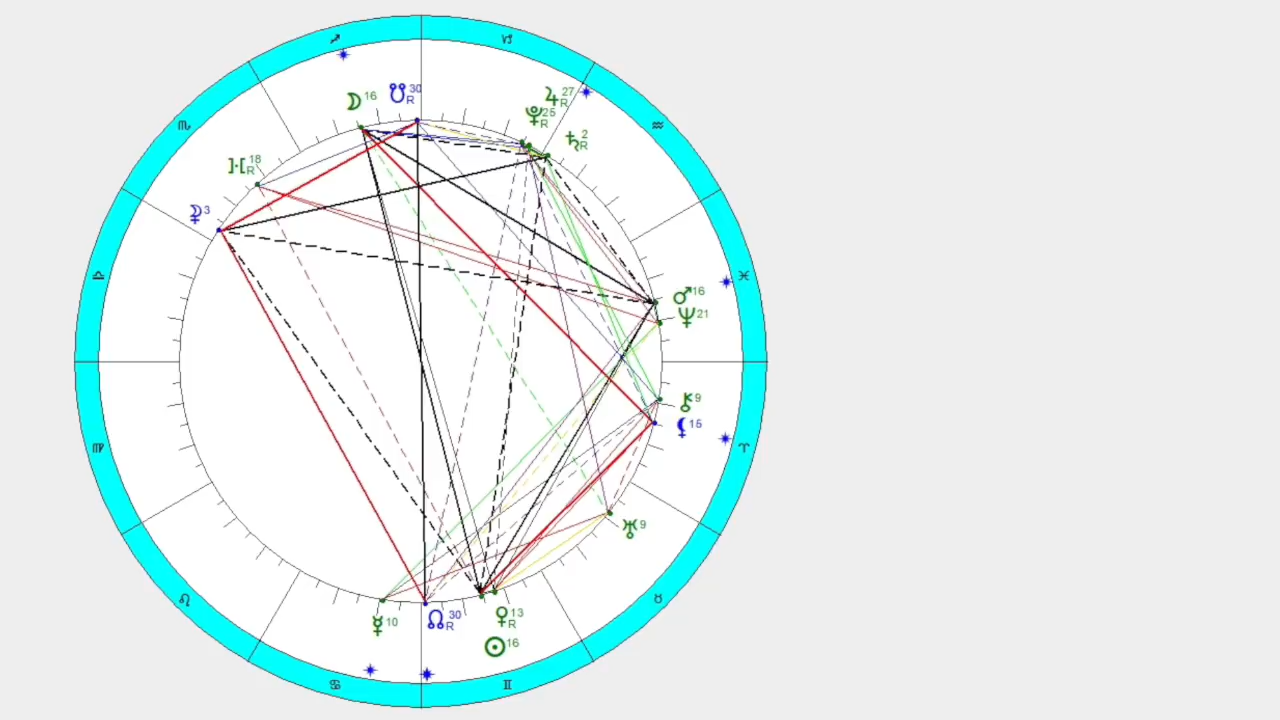 ♐ ♑
☽16 ☋30 R
♃27 R
♇25 R
♄2 R
♏ ♒
]·[18 R
⚸3
♎ ♓
♂16
♆21
⚷9
⚸15
♍ ♈
♅9
♌ ♉
☿10 ☊30 R ♀13 R
☉16
♋ ♊